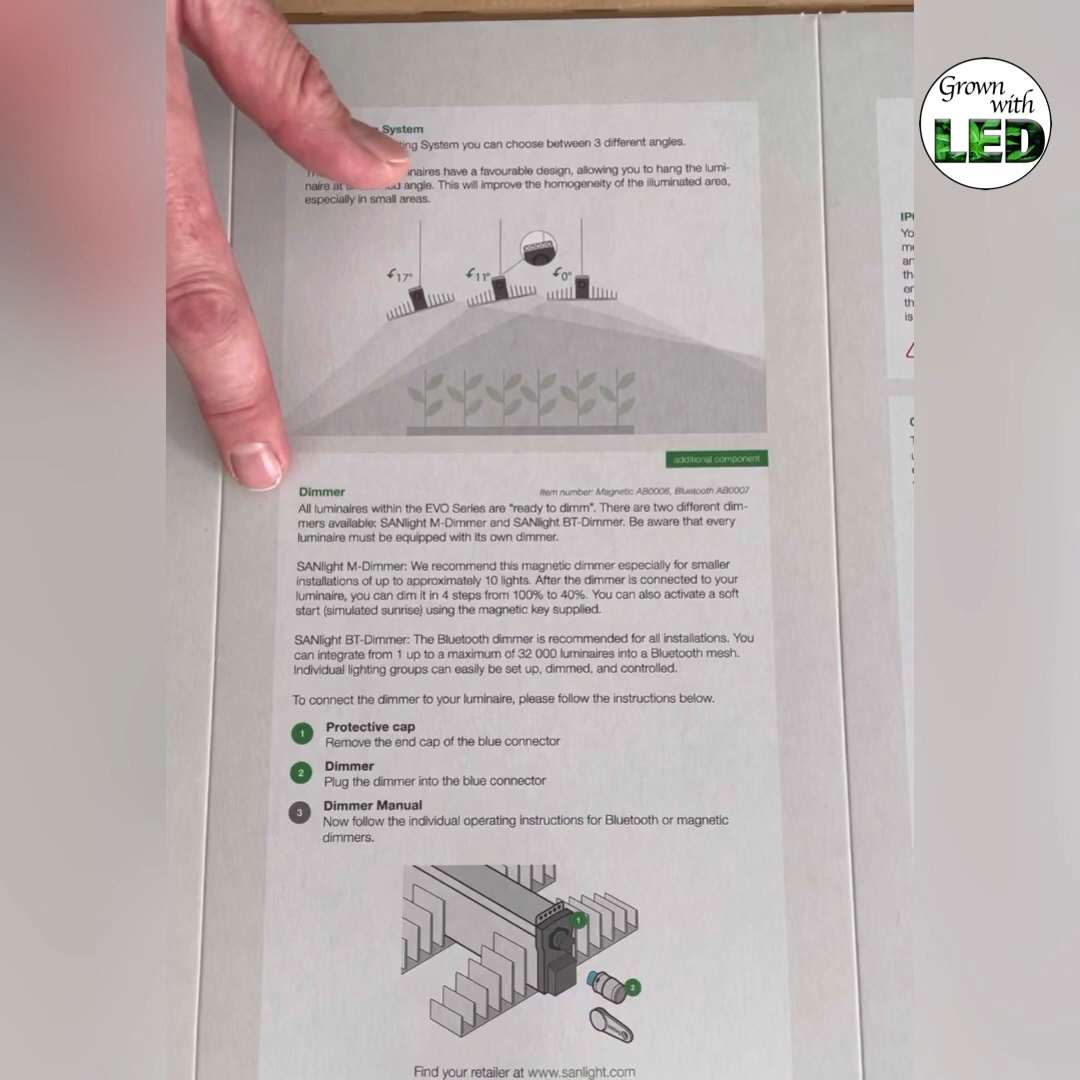 Grown
with
LED
System
ting System you can choose between 3 different angles.
inaires have a favourable design, allowing you to hang the lumi-
naire at angle. This will improve the homogeneity of the illuminated area,
especially in small areas.
17°
11°
0°
additional component
Dimmer
Item number: Magnetic AB0006, Bluetooth AB0007
All luminaires within the EVO Series are "ready to dimm". There are two different dim-
mers available: SANlight M-Dimmer and SANlight BT-Dimmer. Be aware that every
luminaire must be equipped with its own dimmer.
SANlight M-Dimmer: We recommend this magnetic dimmer especially for smaller
installations of up to approximately 10 lights. After the dimmer is connected to your
luminaire, you can dim it in 4 steps from 100% to 40%. You can also activate a soft
start (simulated sunrise) using the magnetic key supplied.
SANlight BT-Dimmer: The Bluetooth dimmer is recommended for all installations. You
can integrate from 1 up to a maximum of 32 000 luminaires into a Bluetooth mesh.
Individual lighting groups can easily be set up, dimmed, and controlled.
To connect the dimmer to your luminaire, please follow the instructions below.
1 Protective cap
Remove the end cap of the blue connector
2 Dimmer
Plug the dimmer into the blue connector
3 Dimmer Manual
Now follow the individual operating instructions for Bluetooth or magnetic
dimmers.
1
2
Find your retailer at www.sanlight.com
IP
Yo
me
an
th
er
th
is